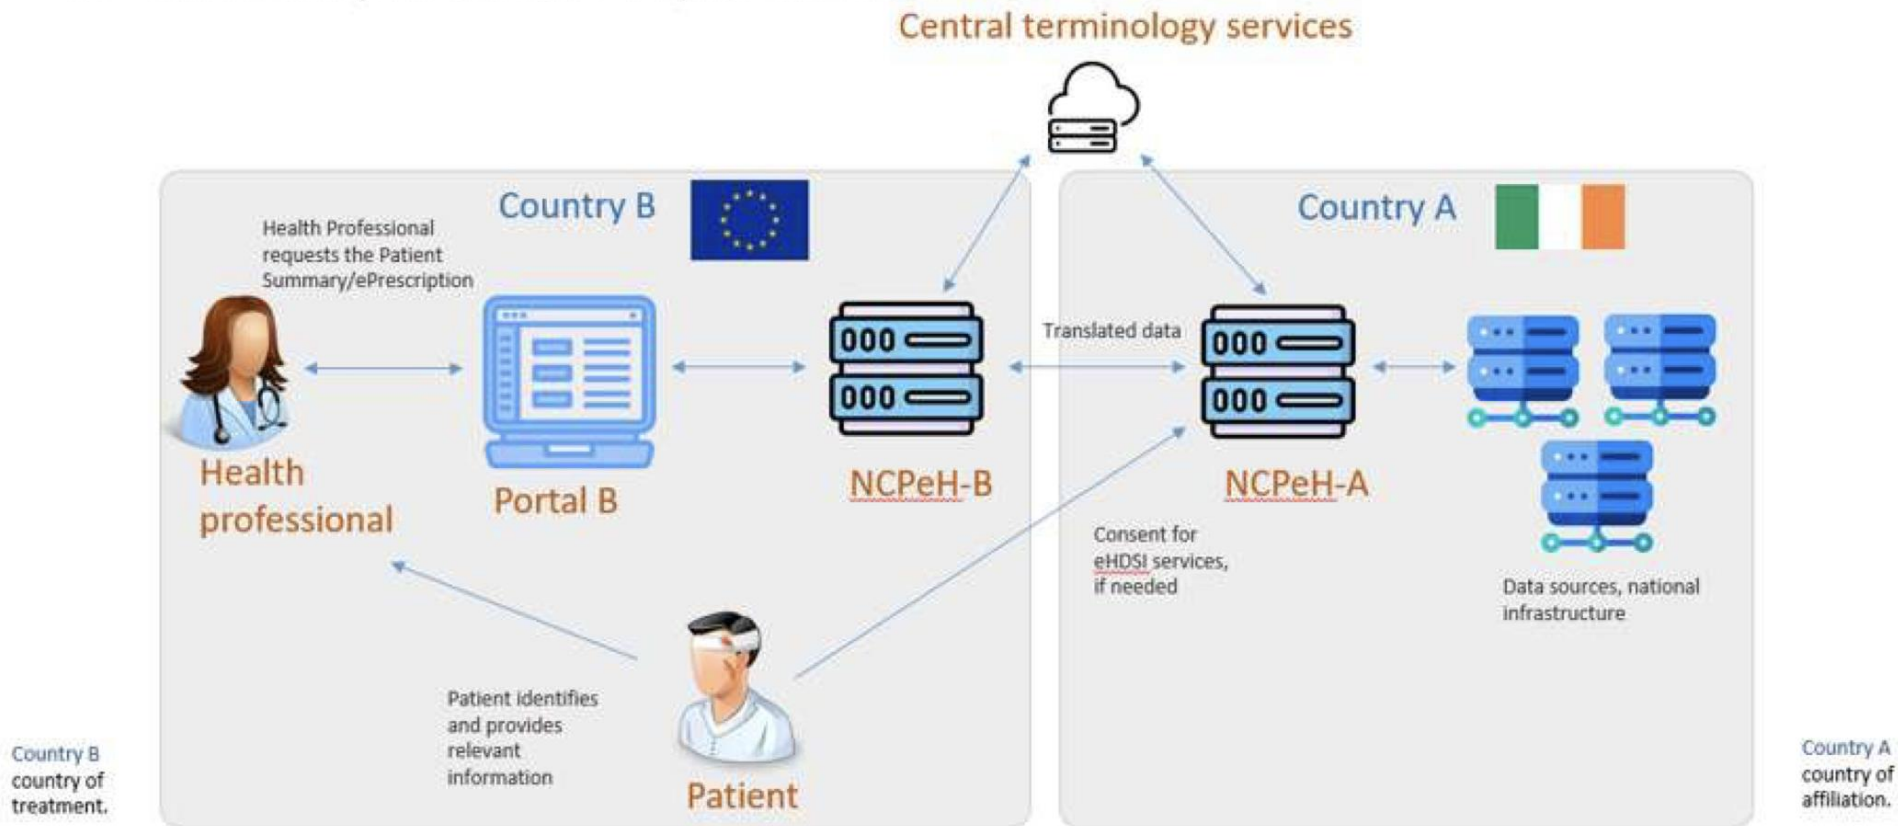 Central terminology services
Country B
Country A
Health Professional
requests the Patient
Summary/ePrescription
Translated data
Health
professional
Portal B
NCPeH-B
NCPeH-A
Consent for
eHDSI services,
if needed
Data sources, national
infrastructure
Patient identifies
and provides
relevant
information
Patient
Country B
country of
treatment.
Country A
country of
affiliation.